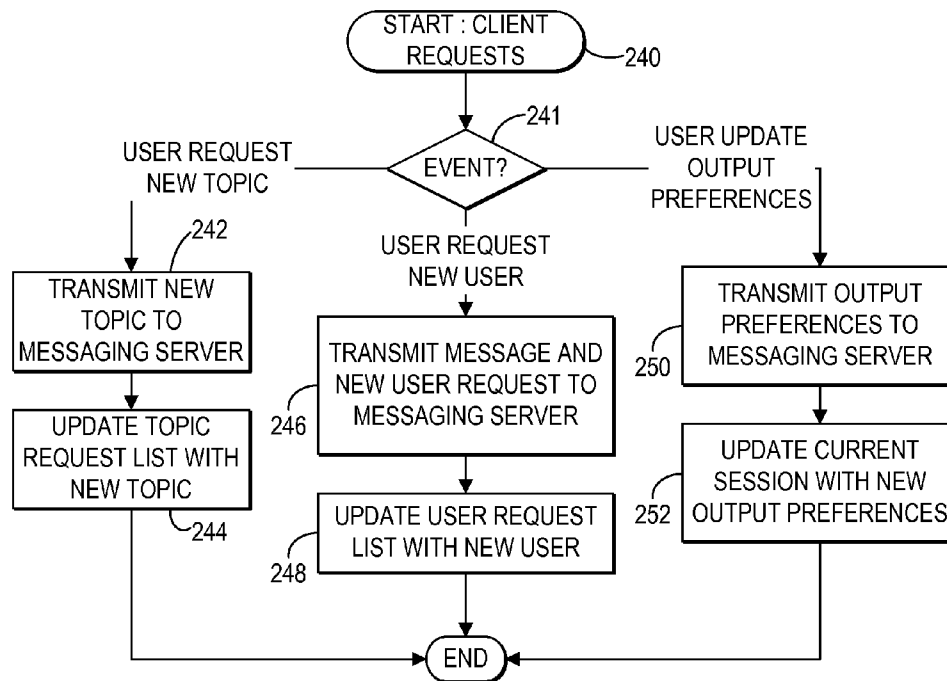 START : CLIENT
REQUESTS
240
241
EVENT?
USER REQUEST
NEW TOPIC
242
TRANSMIT NEW
TOPIC TO
MESSAGING SERVER
UPDATE TOPIC
REQUEST LIST WITH
NEW TOPIC
244
USER REQUEST
NEW USER
TRANSMIT MESSAGE AND
NEW USER REQUEST TO
MESSAGING SERVER
246
UPDATE USER REQUEST
LIST WITH NEW USER
248
USER UPDATE
OUTPUT
PREFERENCES
TRANSMIT OUTPUT
PREFERENCES TO
MESSAGING SERVER
250
UPDATE CURRENT
SESSION WITH NEW
OUTPUT PREFERENCES
252
END